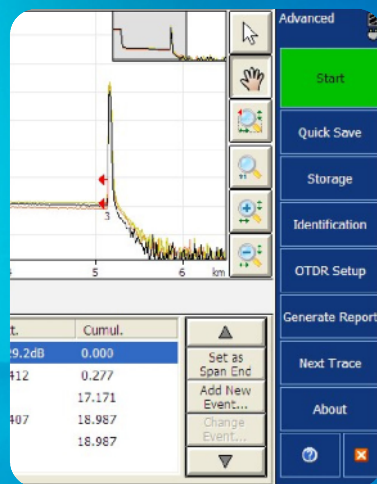 Advanced
Start
Quick Save
Storage
Identification
OTDR Setup
Generate Report
Next Trace
About
3
5
6
km
Cumul.
9.2dB
0.000
Set as
Span End
412
0.277
Add New
Event...
17.171
Change
Event...
407
18.987
18.987